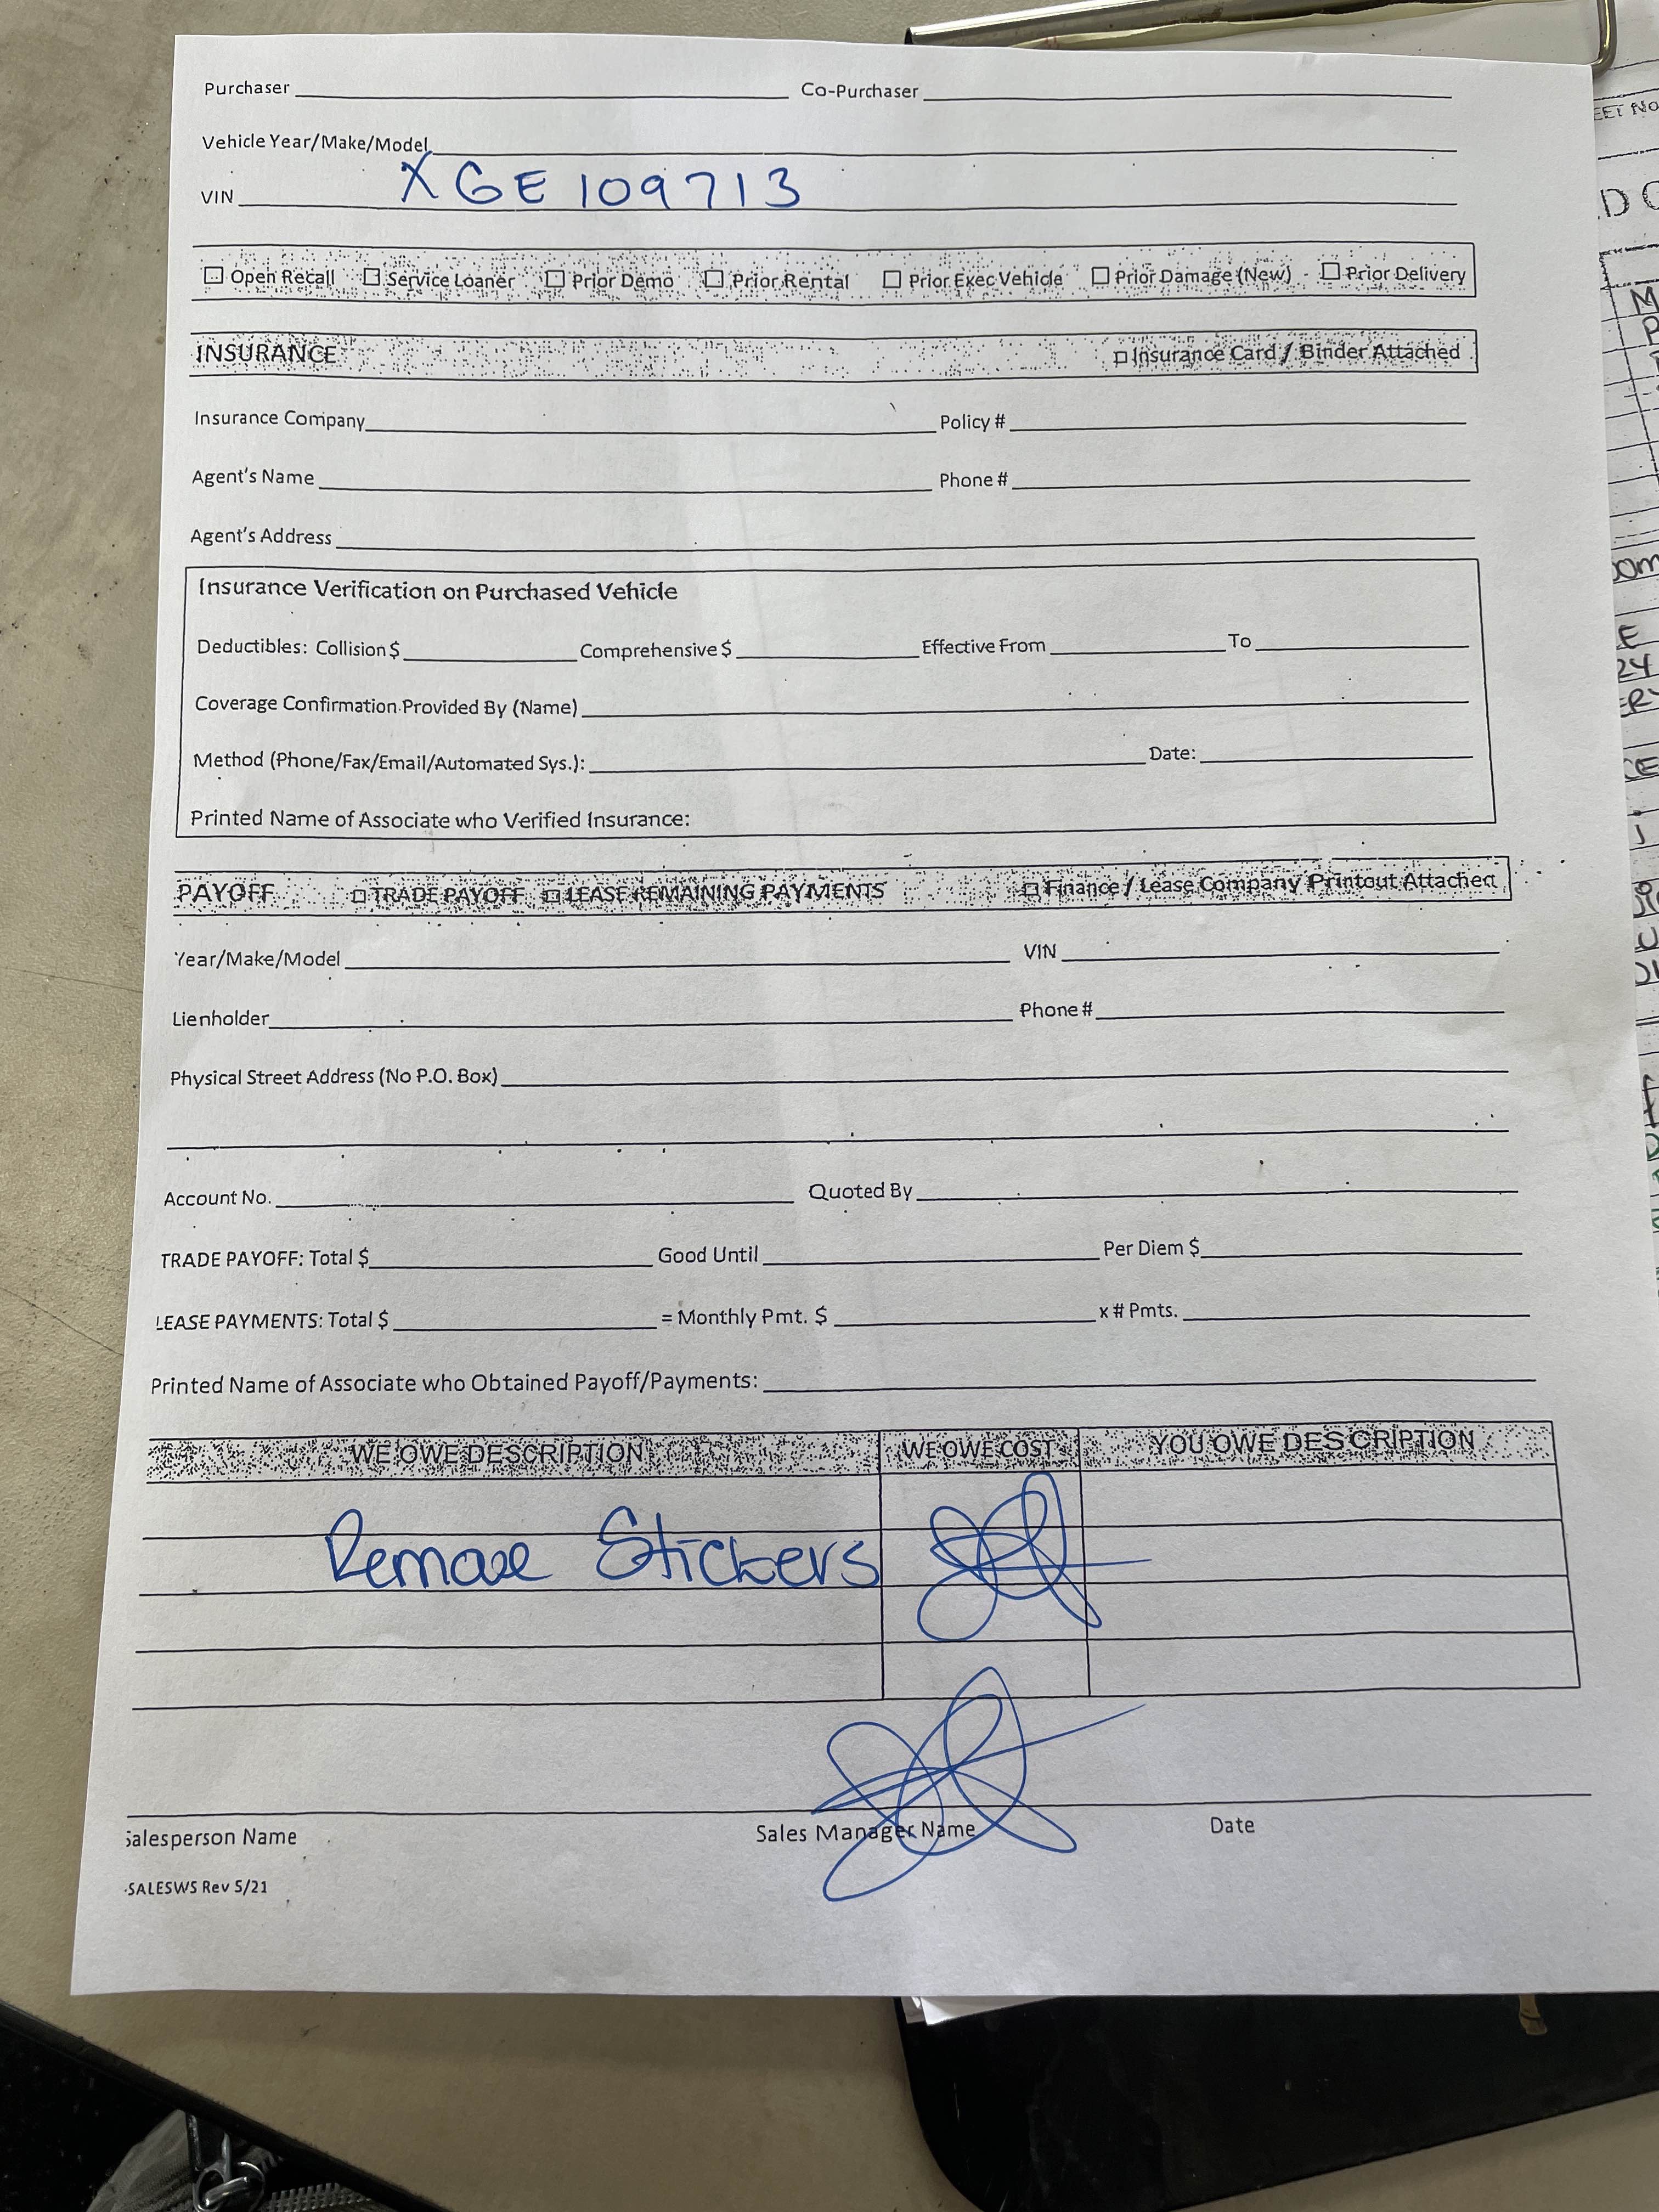 Purchaser Co-Purchaser
Vehicle Year/Make/Model
VIN XGE109713
Open Recall Service Loaner Prior Demo Prior Rental Prior Exec Vehicle Prior Damage (New) Prior Delivery
INSURANCE Insurance Card / Binder Attached
Insurance Company Policy #
Agent's Name Phone #
Agent's Address
Insurance Verification on Purchased Vehicle
Deductibles: Collision $ Comprehensive $ Effective From To
Coverage Confirmation Provided By (Name)
Method (Phone/Fax/Email/Automated Sys.): Date:
Printed Name of Associate who Verified Insurance:
PAYOFF TRADE PAYOFF LEASE REMAINING PAYMENTS Finance / Lease Company Printout Attached
Year/Make/Model VIN
Lienholder Phone #
Physical Street Address (No P.O. Box)
Account No. Quoted By
TRADE PAYOFF: Total $ Good Until Per Diem $
LEASE PAYMENTS: Total $ = Monthly Pmt. $ x # Pmts.
Printed Name of Associate who Obtained Payoff/Payments:
WE OWE DESCRIPTION WE OWE COST YOU OWE DESCRIPTION
Remove Stickers
Salesperson Name Sales Manager Name Date
-SALESWS Rev 5/21